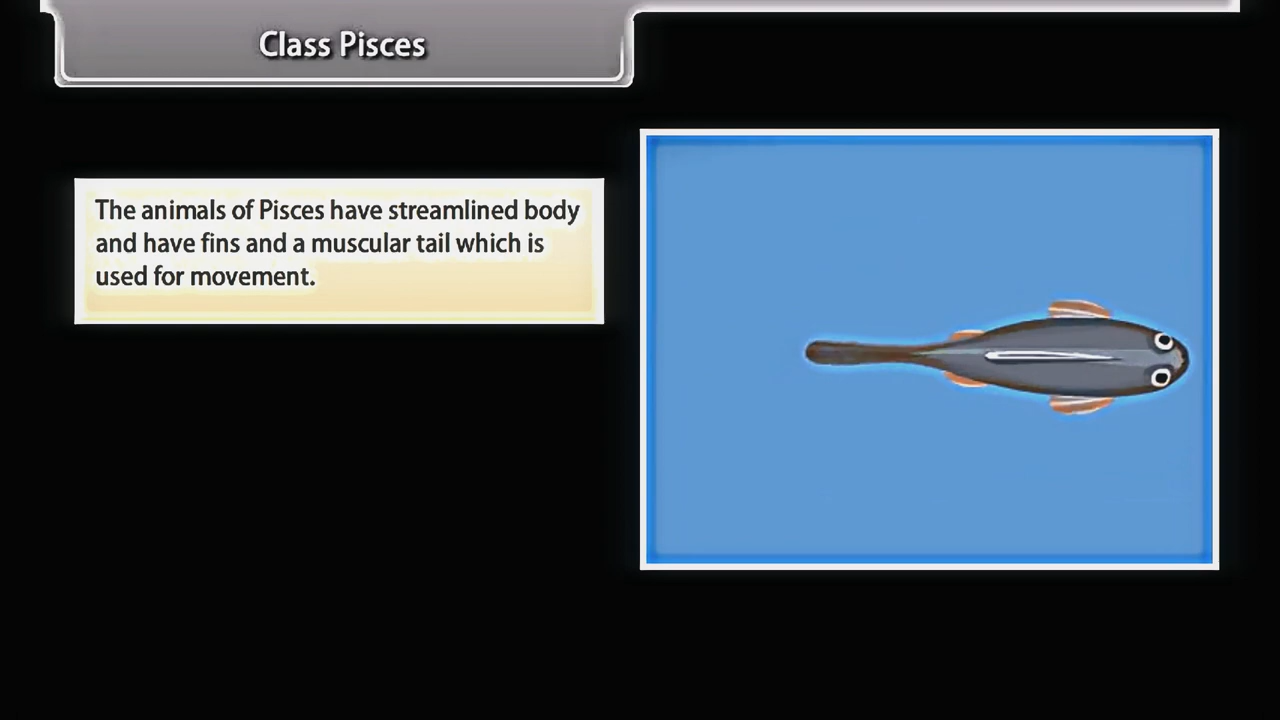 Class Pisces
The animals of Pisces have streamlined body
and have fins and a muscular tail which is
used for movement.